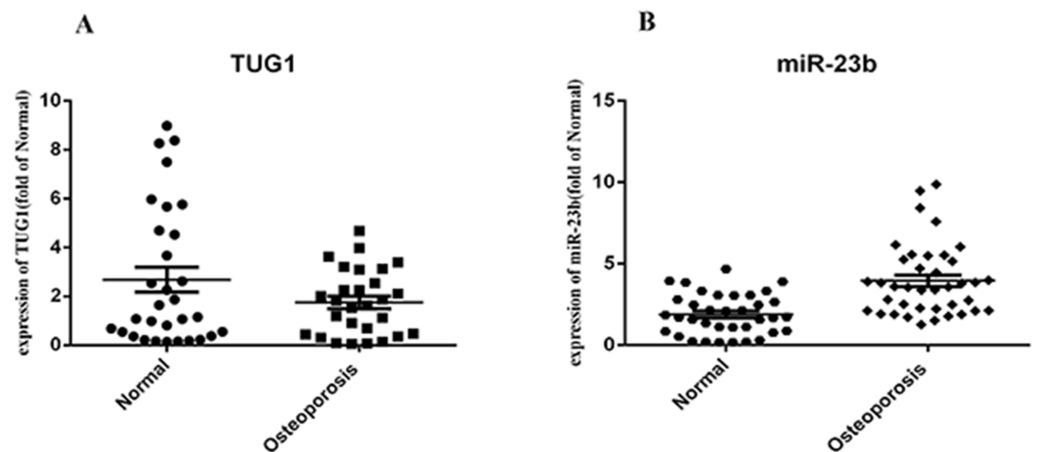 A
TUG1
expression of TUG1(fold of Normal)
10
8
6
4
2
0
Normal
Osteoporosis
B
miR-23b
expression of miR-23b(fold of Normal)
15
10
5
0
Normal
Osteoporosis